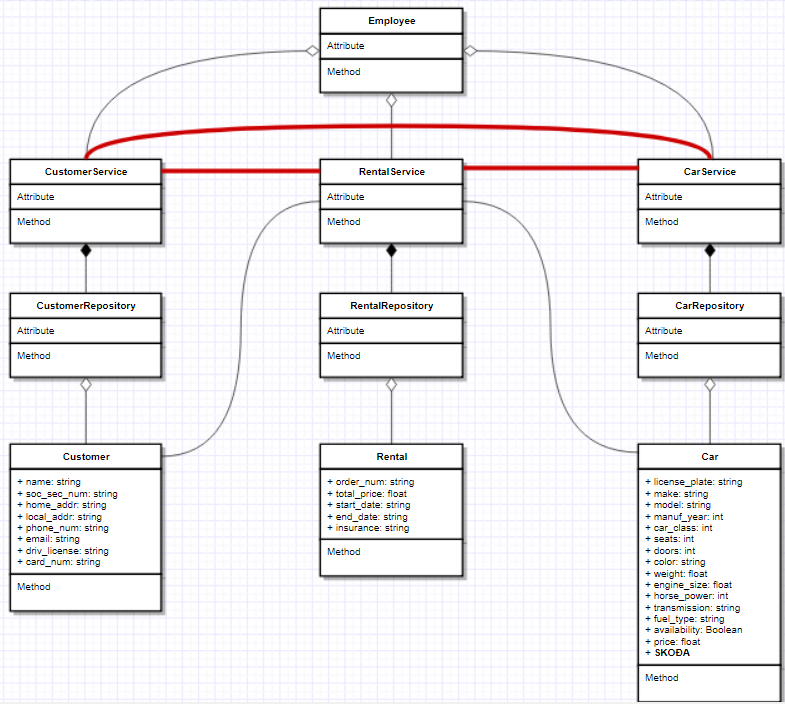 Employee
Attribute
Method
CustomerService
Attribute
Method
RentalService
Attribute
Method
CarService
Attribute
Method
CustomerRepository
Attribute
Method
RentalRepository
Attribute
Method
CarRepository
Attribute
Method
Customer
+ name: string
+ soc_sec_num: string
+ home_addr: string
+ local_addr: string
+ phone_num: string
+ email: string
+ driv_license: string
+ card_num: string
Method
Rental
+ order_num: string
+ total_price: float
+ start_date: string
+ end_date: string
+ insurance: string
Method
Car
+ license_plate: string
+ make: string
+ model: string
+ manuf_year: int
+ car_class: int
+ seats: int
+ doors: int
+ color: string
+ weight: float
+ engine_size: float
+ horse_power: int
+ transmission: string
+ fuel_type: string
+ availability: Boolean
+ price: float
+ SKOĐA
Method